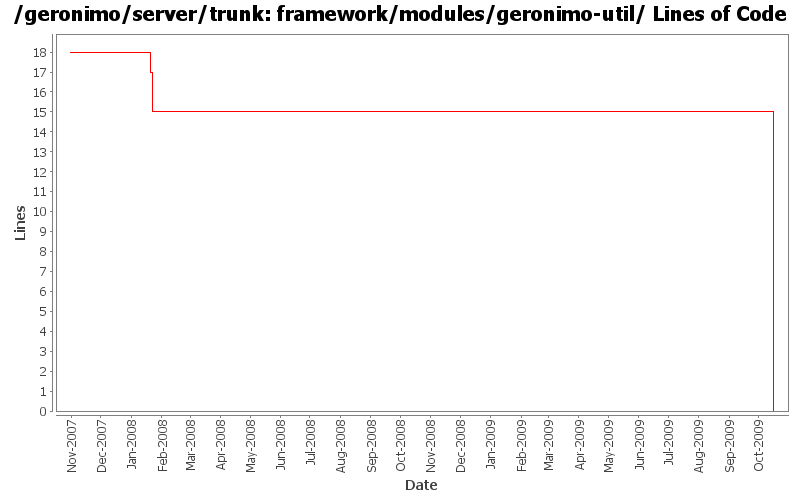 /geronimo/server/trunk: framework/modules/geronimo-util/ Lines of Code
18
17
16
15
14
13
12
11
10
9
8
7
6
5
4
3
2
1
0
Lines
Nov-2007
Dec-2007
Jan-2008
Feb-2008
Mar-2008
Apr-2008
May-2008
Jun-2008
Jul-2008
Aug-2008
Sep-2008
Oct-2008
Nov-2008
Dec-2008
Jan-2009
Feb-2009
Mar-2009
Apr-2009
May-2009
Jun-2009
Jul-2009
Aug-2009
Sep-2009
Oct-2009
Date